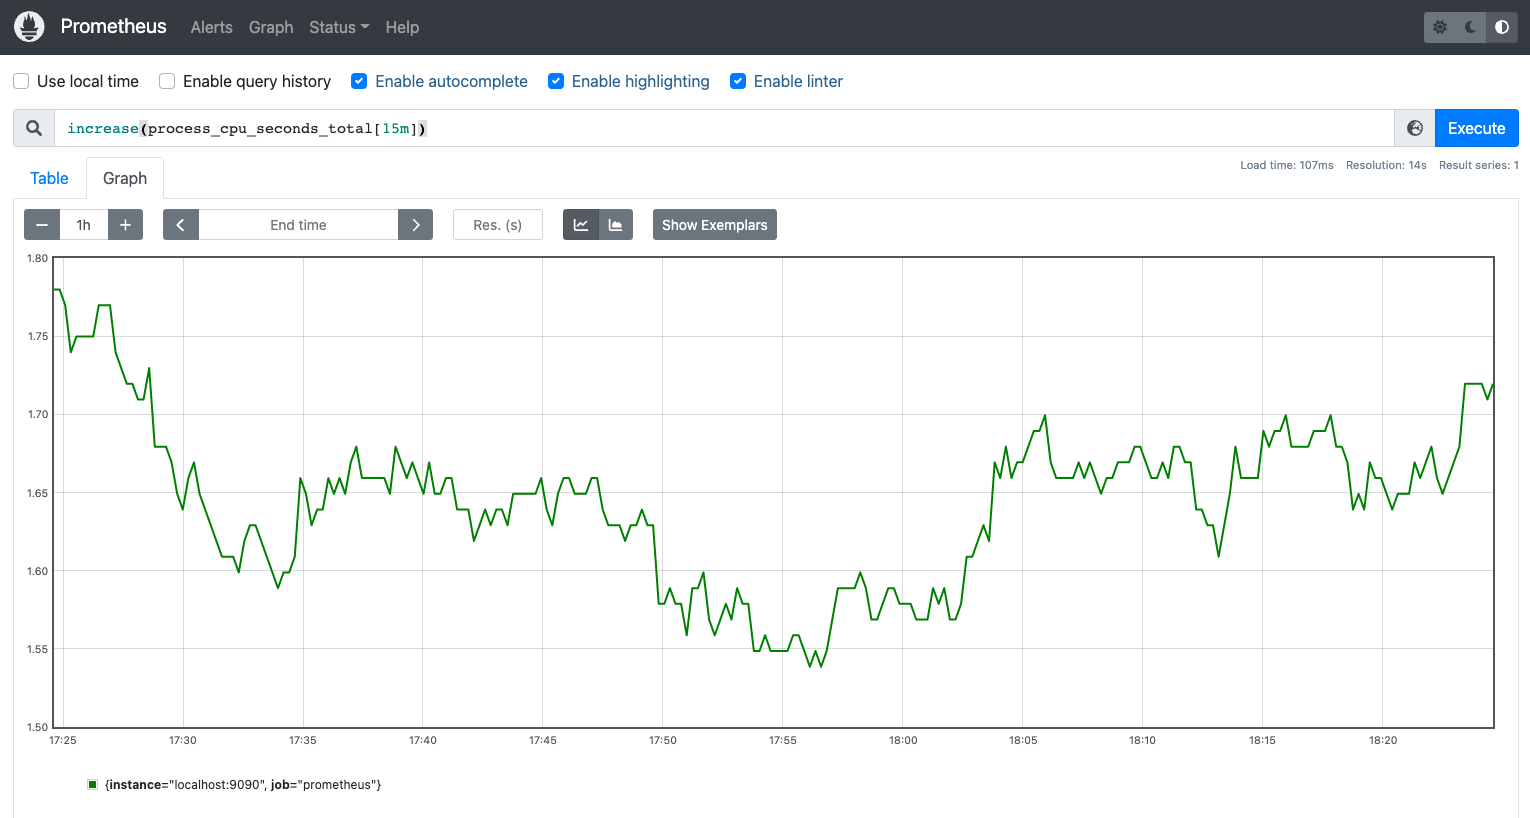 Prometheus Alerts Graph Status Help
Use local time Enable query history Enable autocomplete Enable highlighting Enable linter
increase(process_cpu_seconds_total[15m]) Execute
Load time: 107ms Resolution: 14s Result series: 1
Table Graph
1h End time Res. (s) Show Exemplars
1.80
1.75
1.70
1.65
1.60
1.55
1.50
17:25 17:30 17:35 17:40 17:45 17:50 17:55 18:00 18:05 18:10 18:15 18:20
{instance="localhost:9090", job="prometheus"}